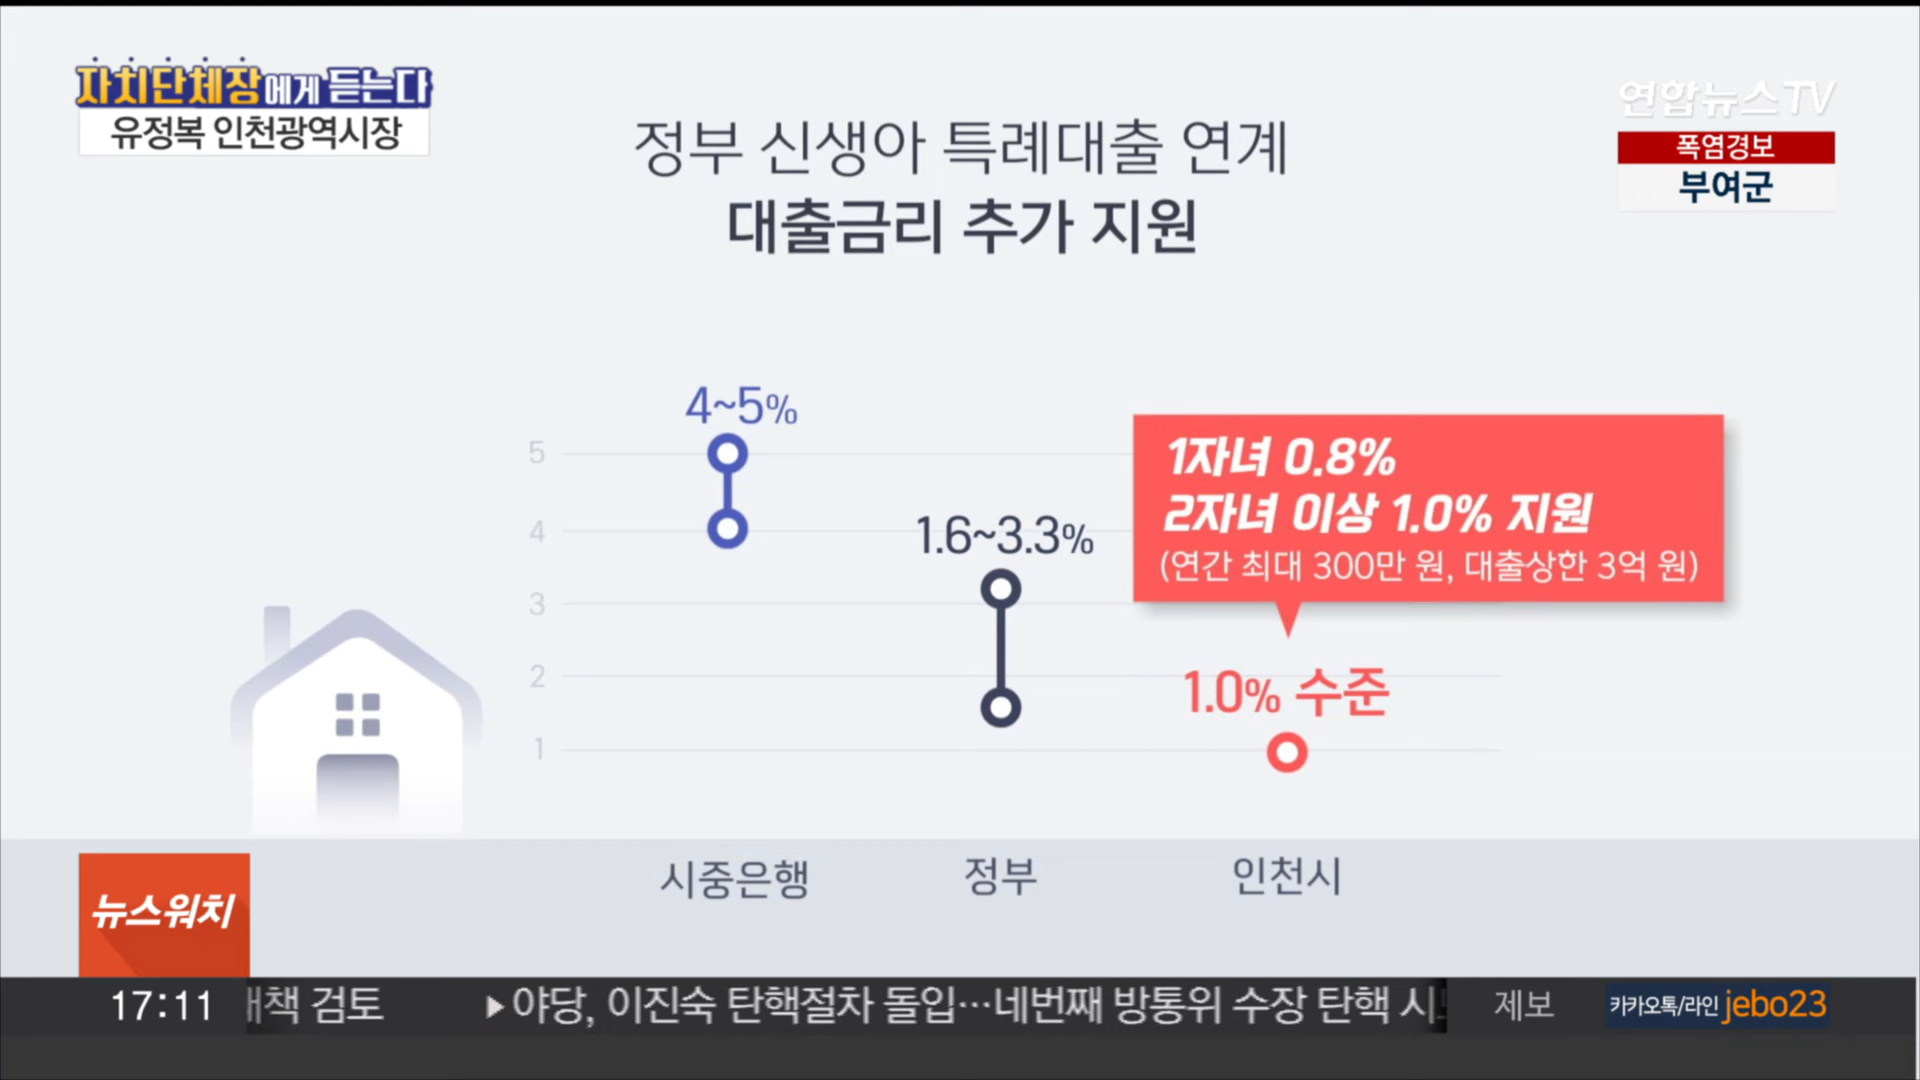 자치단체장에게 듣는다
유정복 인천광역시장
연합뉴스TV
폭염경보
부여군
정부 신생아 특례대출 연계
대출금리 추가 지원
4~5%
1.6~3.3%
1자녀 0.8%
2자녀 이상 1.0% 지원
(연간 최대 300만 원, 대출상한 3억 원)
1.0% 수준
5
4
3
2
1
시중은행
정부
인천시
뉴스워치
17:11
검토 ▶야당, 이진숙 탄핵절차 돌입…네번째 방통위 수장 탄핵
제보
카카오톡/라인 jebo23